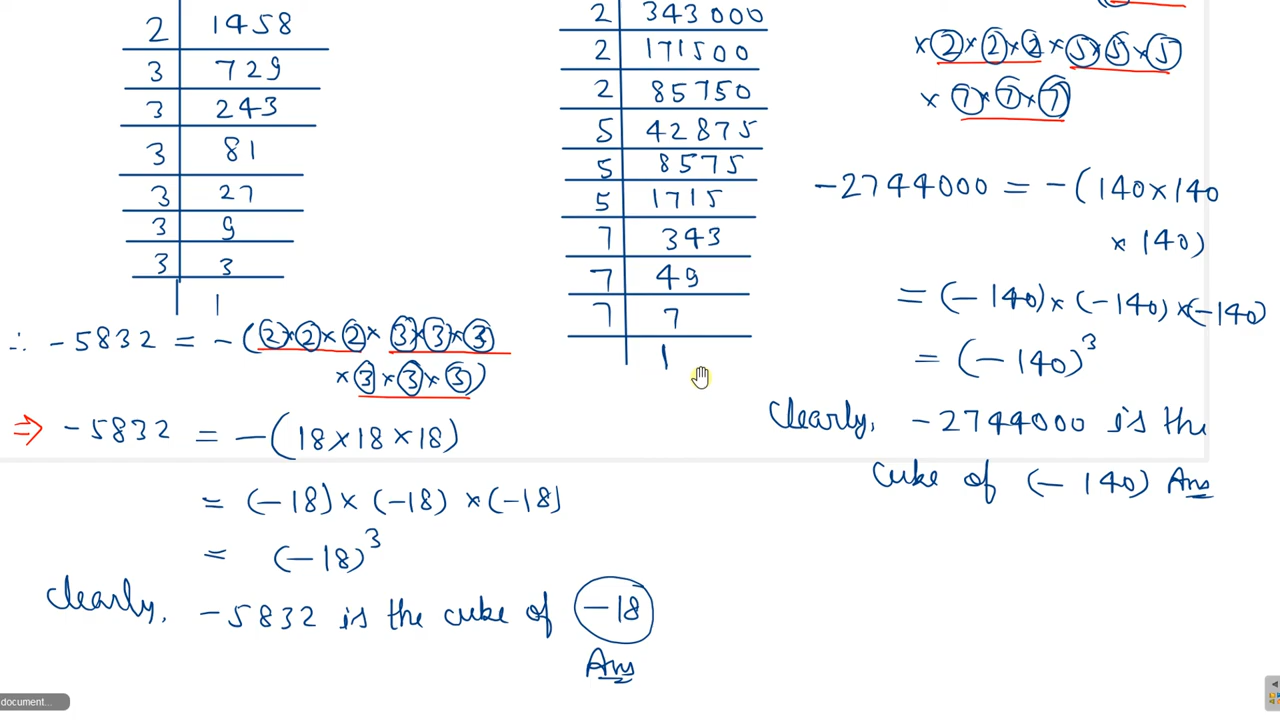 2 | 1458
3 | 729
3 | 243
3 | 81
3 | 27
3 | 9
3 | 3
1
∴ -5832 = -(2×2×2× 3×3×3
×3×3×3)
⇒ -5832 = -(18×18×18)
= (-18)×(-18)×(-18)
= (-18)³
Clearly, -5832 is the cube of -18
Ans
2 | 343000
2 | 171500
2 | 85750
5 | 42875
5 | 8575
5 | 1715
7 | 343
7 | 49
7 | 7
1
×2×2×2×5×5×5
×7×7×7
-2744000 = -(140×140
×140)
= (-140)×(-140)×(-140)
= (-140)³
Clearly, -2744000 is the
cube of (-140) Ans
document...